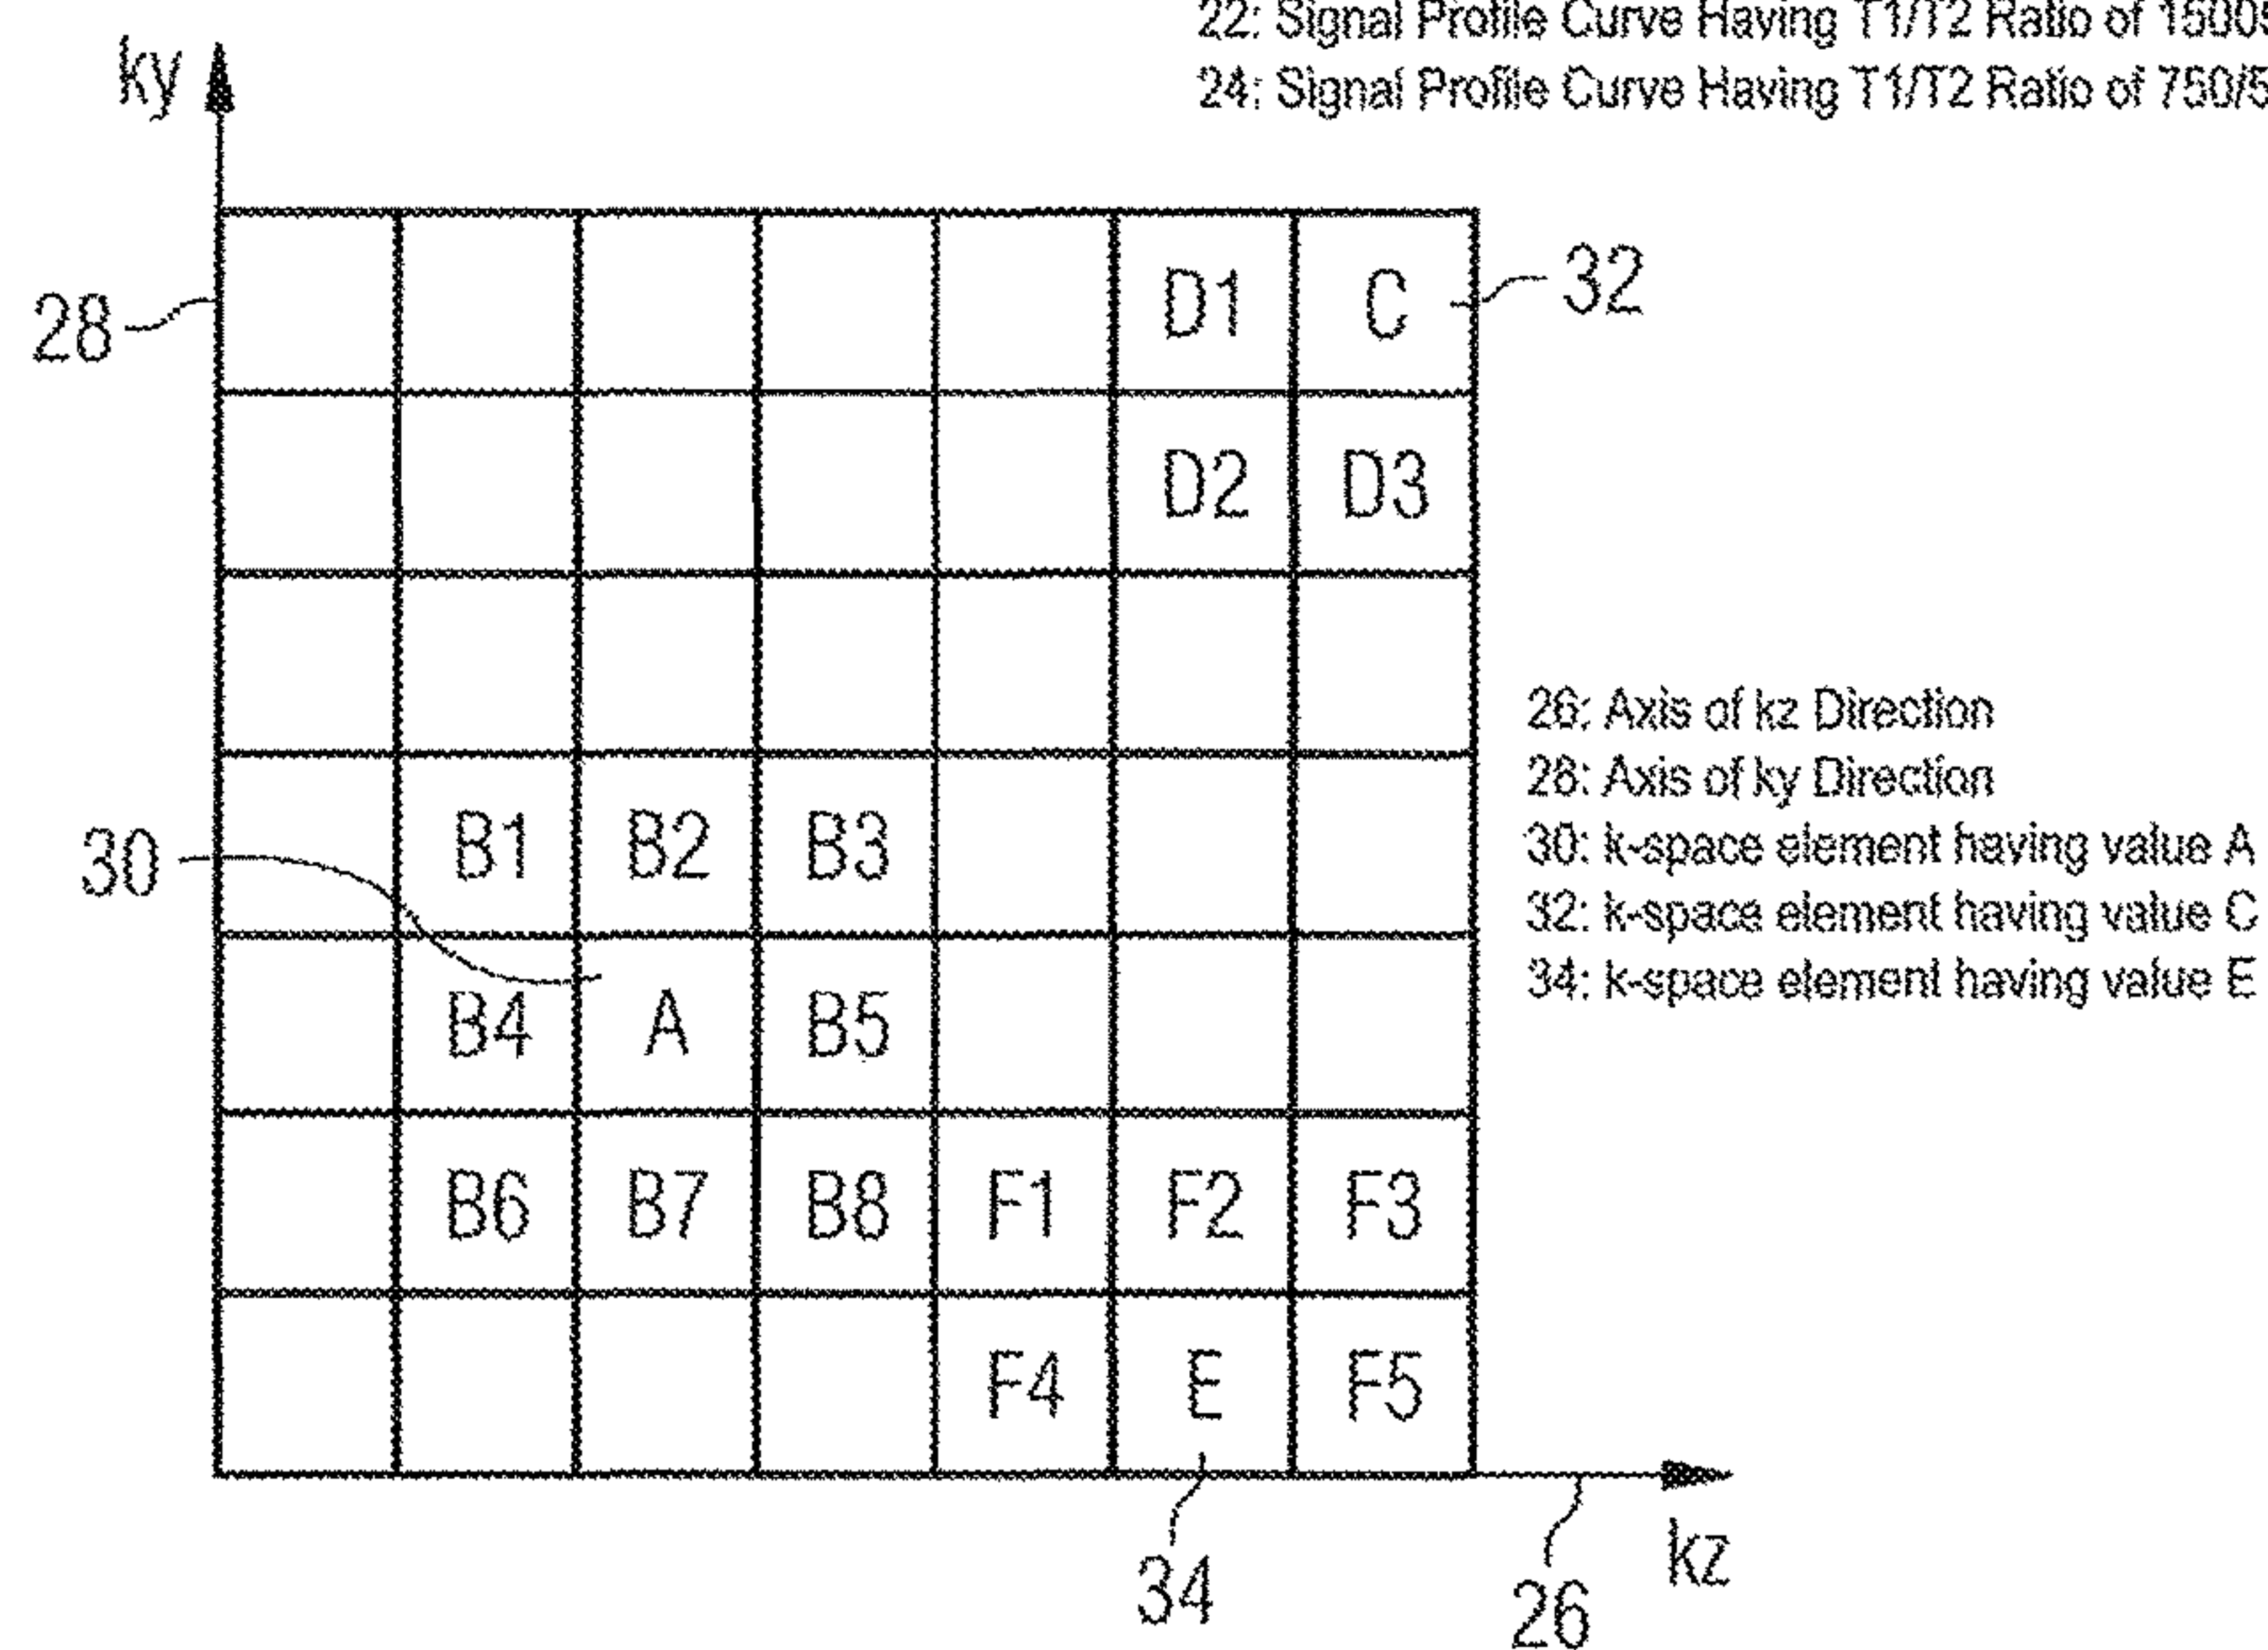 22: Signal Profile Curve Having T1/T2 Ratio of
24: Signal Profile Curve Having T1/T2 Ratio of
ky
28
D1 C 32
D2 D3
30 B1 B2 B3
B4 A B5
B6 B7 B8 F1 F2 F3
F4 E F5
26: Axis of kz Direction
28: Axis of ky Direction
30: k-space element having value A
32: k-space element having value C
34: k-space element having value E
34
26
kz